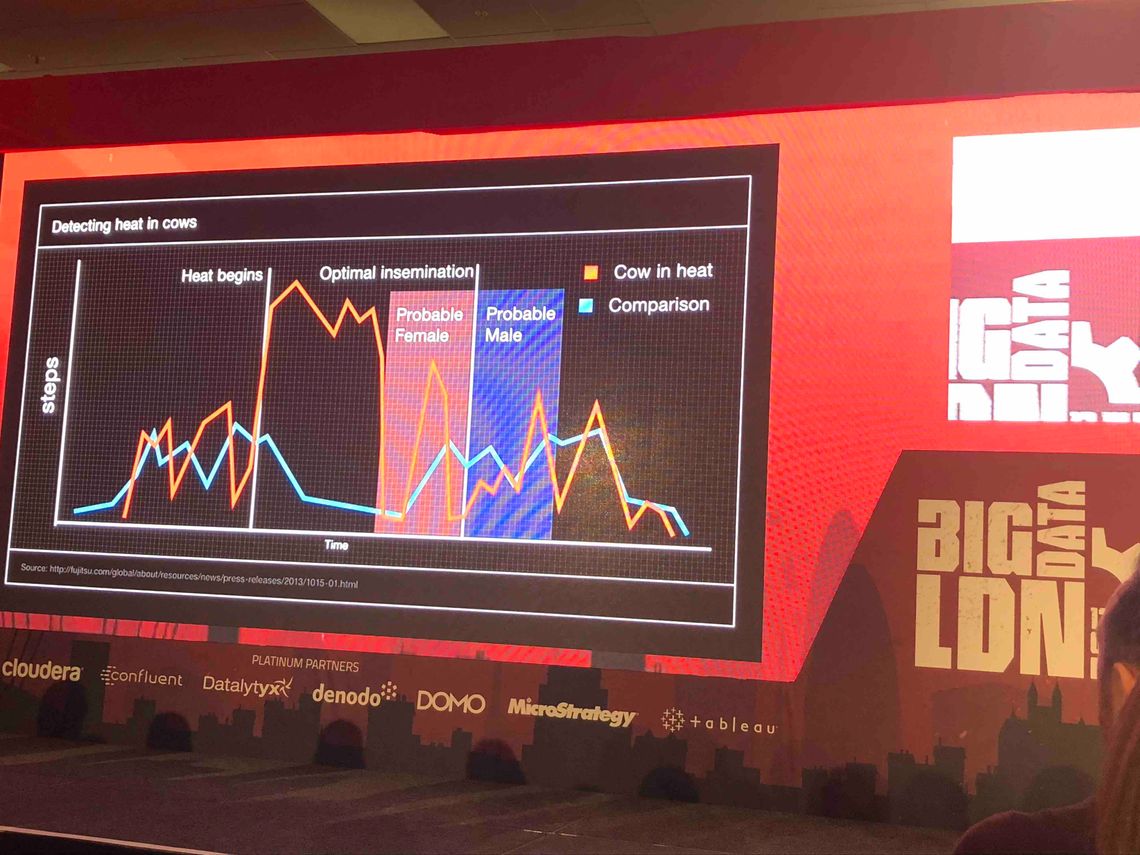 Detecting heat in cows
Heat begins
Optimal insemination
Cow in heat
Comparison
Probable
Female
Probable
Male
steps
Time
Source: http://fujitsu.com/global/about/resources/news/press-releases/2013/1015-01.html
BIG
DATA
LDN
BIG
DATA
LDN
PLATINUM PARTNERS
cloudera
confluent
Datalytyx
denodo
DOMO
MicroStrategy
+ableau